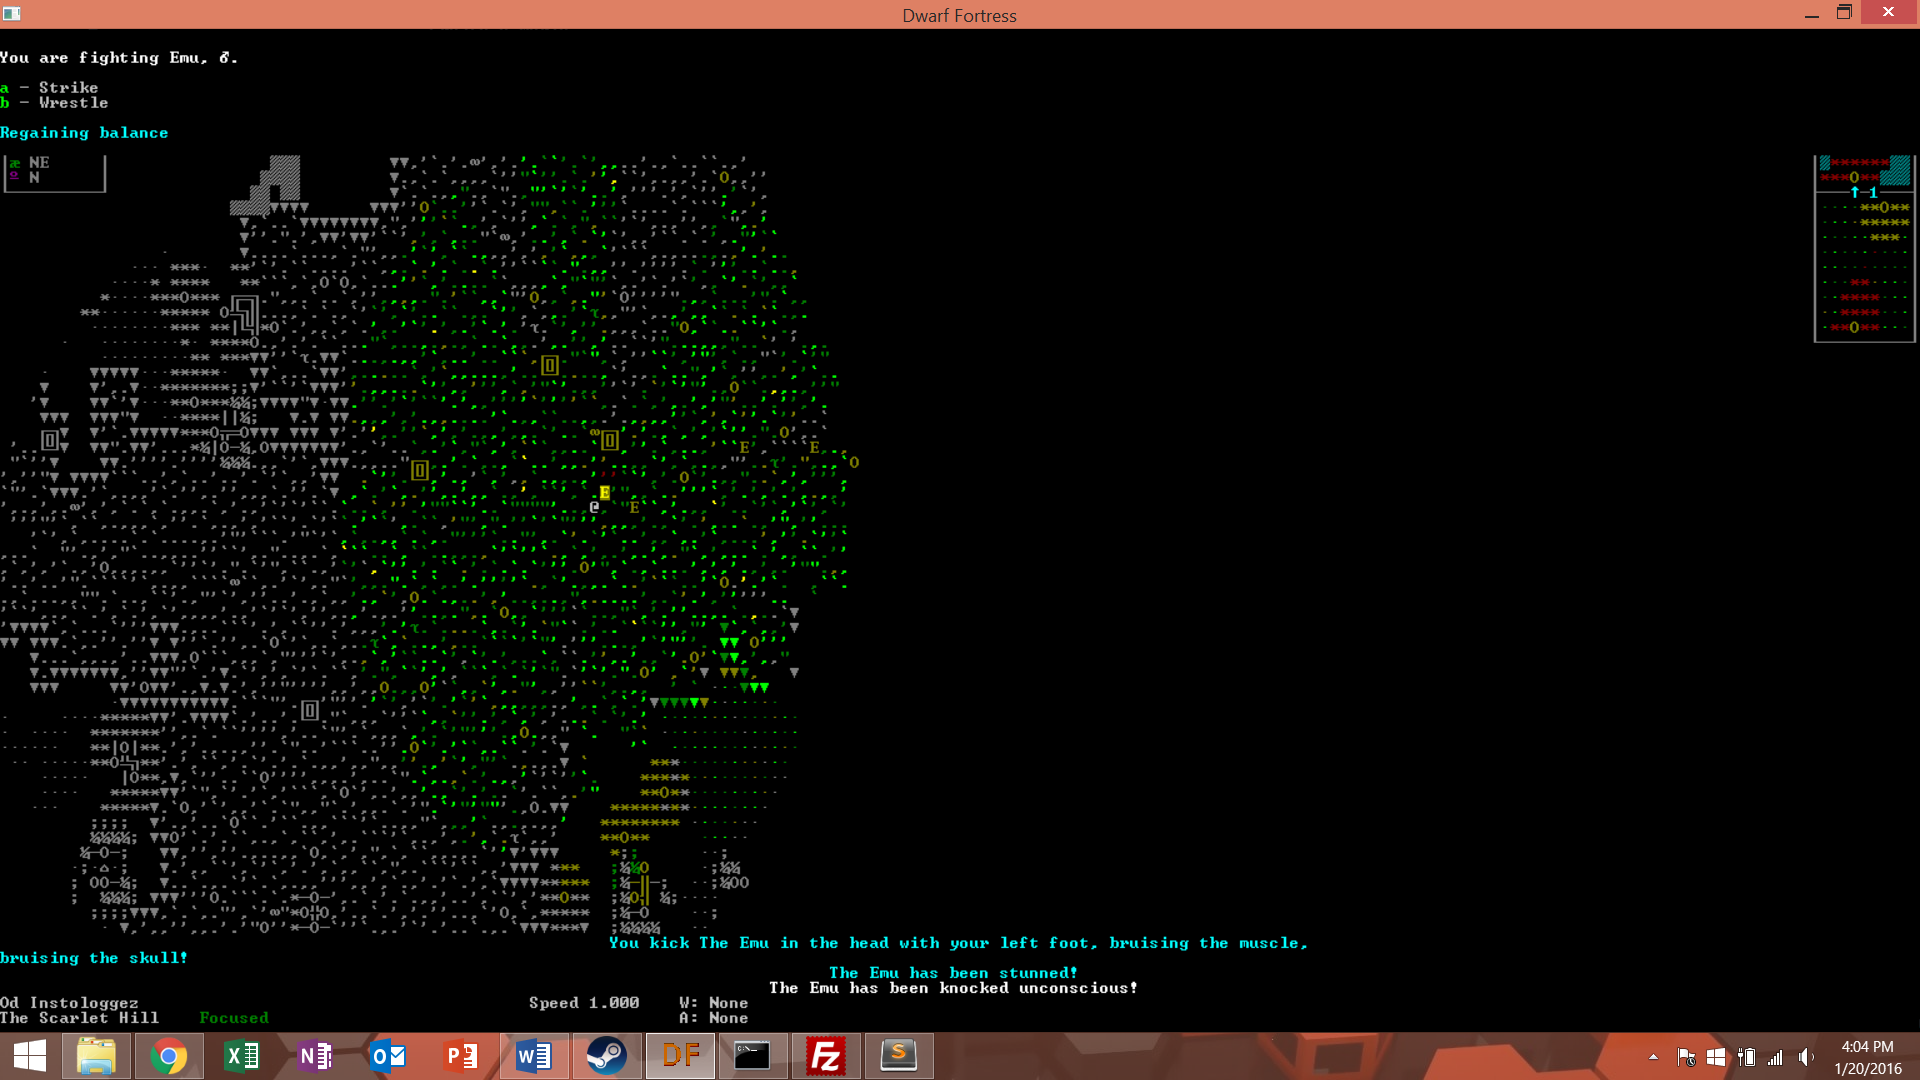 Dwarf Fortress
You are fighting Emu, ♂.
a - Strike
b - Wrestle
Regaining balance
æ NE
º N
↑ 1
You kick The Emu in the head with your left foot, bruising the muscle,
bruising the skull!
The Emu has been stunned!
The Emu has been knocked unconscious!
Od Instologgez
Speed 1.000
W: None
The Scarlet Hill
Focused
A: None
4:04 PM
1/20/2016